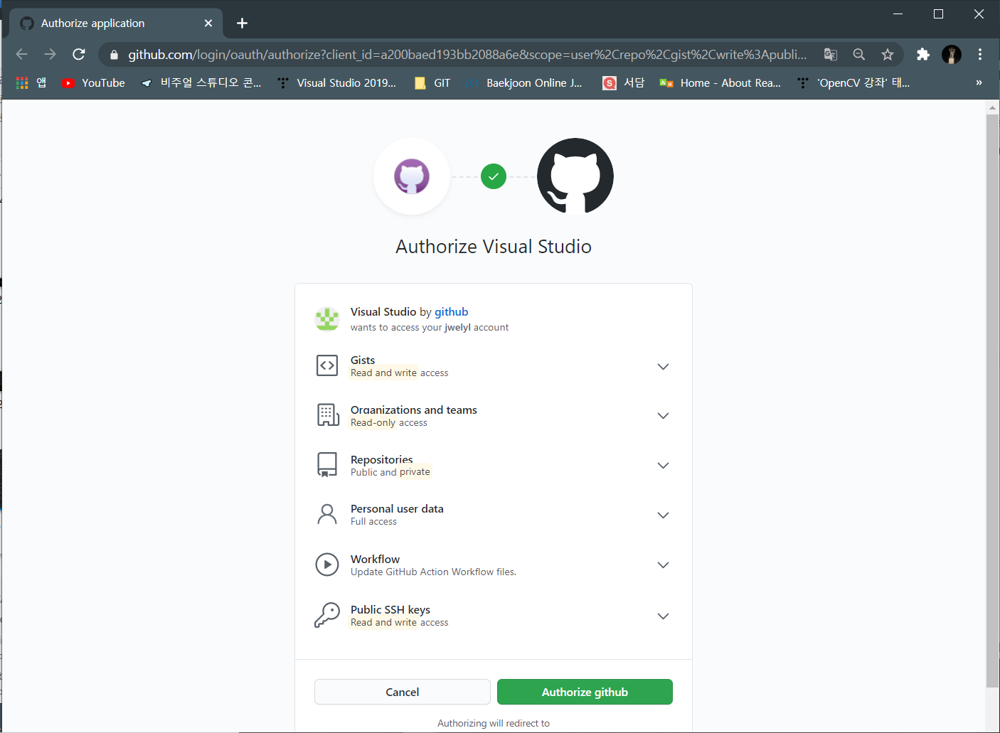 Authorize application
github.com/login/oauth/authorize?client_id=a200baed193bb2088a6e&scope=user%2Crepo%2Cgist%2Cwrite%3Apubli...
앱
YouTube
비주얼 스튜디오 콘...
Visual Studio 2019...
GIT
Baekjoon Online J...
서담
Home - About Rea...
'OpenCV 강좌' 태...
»
Authorize Visual Studio
Visual Studio by github
wants to access your jwelyl account
Gists
Read and write access
Organizations and teams
Read-only access
Repositories
Public and private
Personal user data
Full access
Workflow
Update GitHub Action Workflow files.
Public SSH keys
Read and write access
Cancel
Authorize github
Authorizing will redirect to